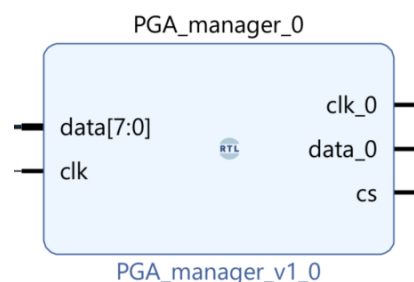 PGA_manager_0
data[7:0]
clk
RTL
clk_0
data_0
cs
PGA_manager_v1_0